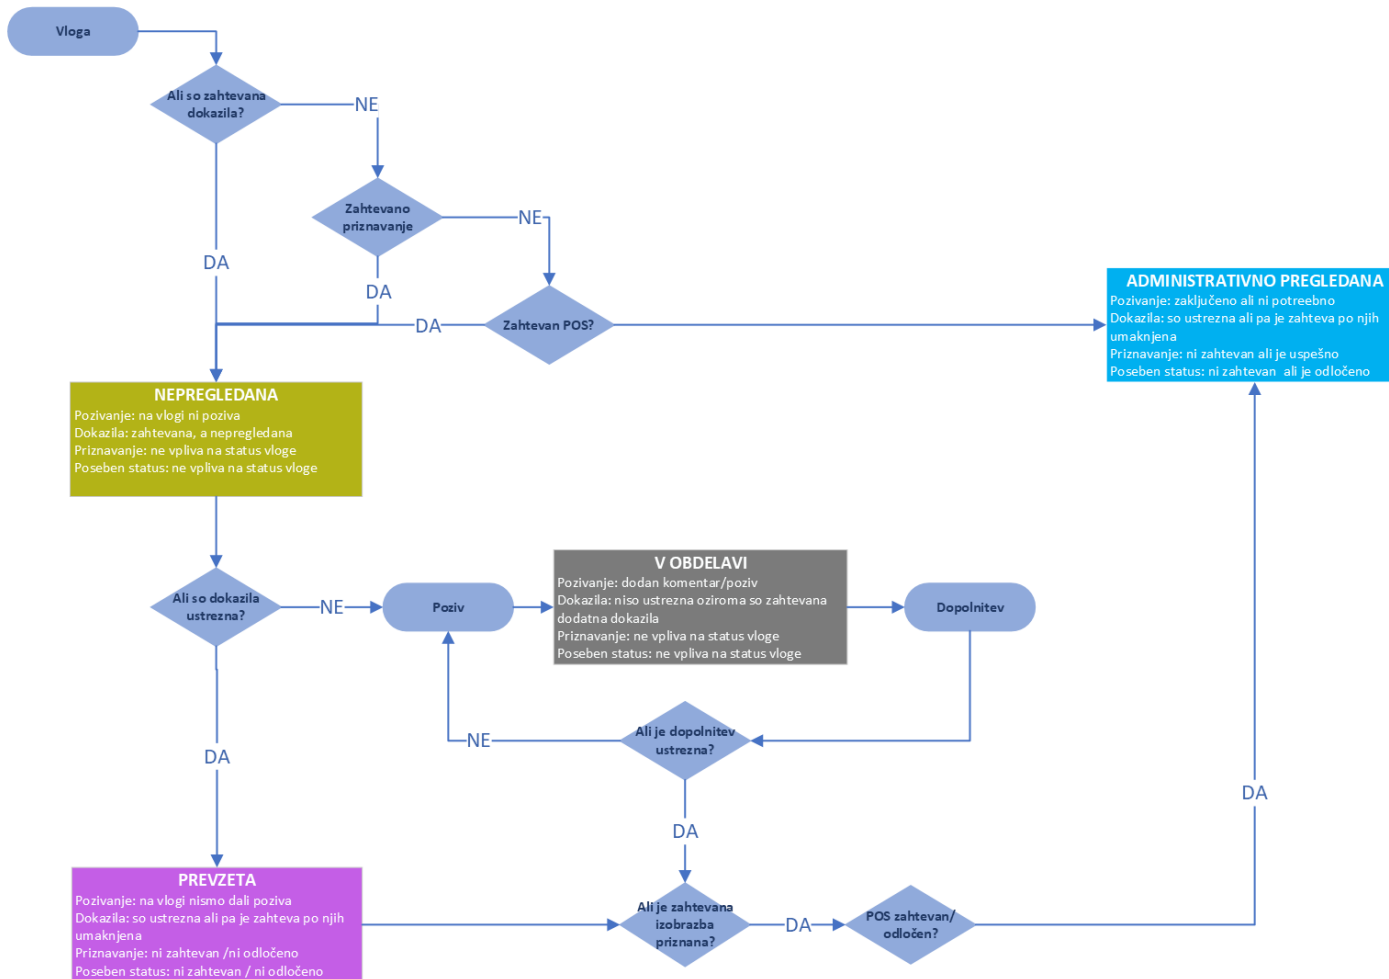 Vloga
Ali so zahtevana
dokazila?
NE
Zahtevano
priznavanje
NE
DA
DA
Zahtevan POS?
DA
ADMINISTRATIVNO PREGLEDANA
Pozivanje: zaključeno ali ni potreebno
Dokazila: so ustrezna ali pa je zahteva po njih
umaknjena
Priznavanje: ni zahtevan ali je uspešno
Poseben status: ni zahtevan ali je odločeno
NEPREGLEDANA
Pozivanje: na vlogi ni poziva
Dokazila: zahtevana, a nepregledana
Priznavanje: ne vpliva na status vloge
Poseben status: ne vpliva na status vloge
Ali so dokazila
ustrezna?
NE
Poziv
V OBDELAVI
Pozivanje: dodan komentar/poziv
Dokazila: niso ustrezna oziroma so zahtevana
dodatna dokazila
Priznavanje: ne vpliva na status vloge
Poseben status: ne vpliva na status vloge
Dopolnitev
Ali je dopolnitev
ustrezna?
NE
DA
DA
DA
PREVZETA
Pozivanje: na vlogi nismo dali poziva
Dokazila: so ustrezna ali pa je zahteva po njih
umaknjena
Priznavanje: ni zahtevan /ni odločeno
Poseben status: ni zahtevan / ni odločeno
Ali je zahtevana
izobrazba
priznana?
DA
POS zahtevan/
odločen?